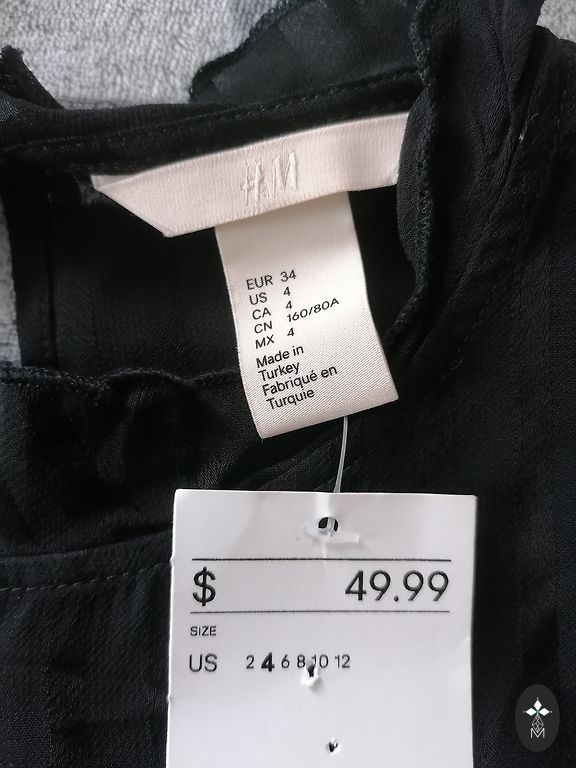 H&M
EUR 34
US 4
CA 4
CN 160/80A
MX 4
Made in
Turkey
Fabriqué en
Turquie
$ 49.99
SIZE
US 2 4 6 8 10 12
M